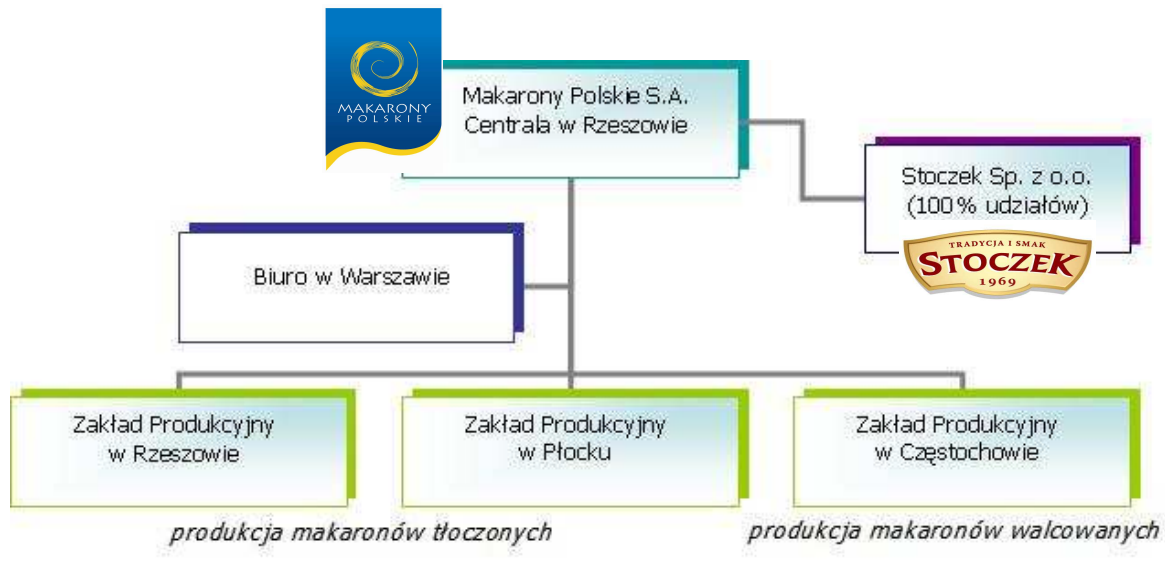 MAKARONY
POLSKIE
Makarony Polskie S.A.
Centrala w Rzeszowie
Stoczek Sp. z o.o.
(100% udziałów)
TRADYCJA I SMAK
STOCZEK
1969
Biuro w Warszawie
Zakład Produkcyjny
w Rzeszowie
Zakład Produkcyjny
w Płocku
Zakład Produkcyjny
w Częstochowie
produkcja makaronów tłoczonych
produkcja makaronów walcowanych